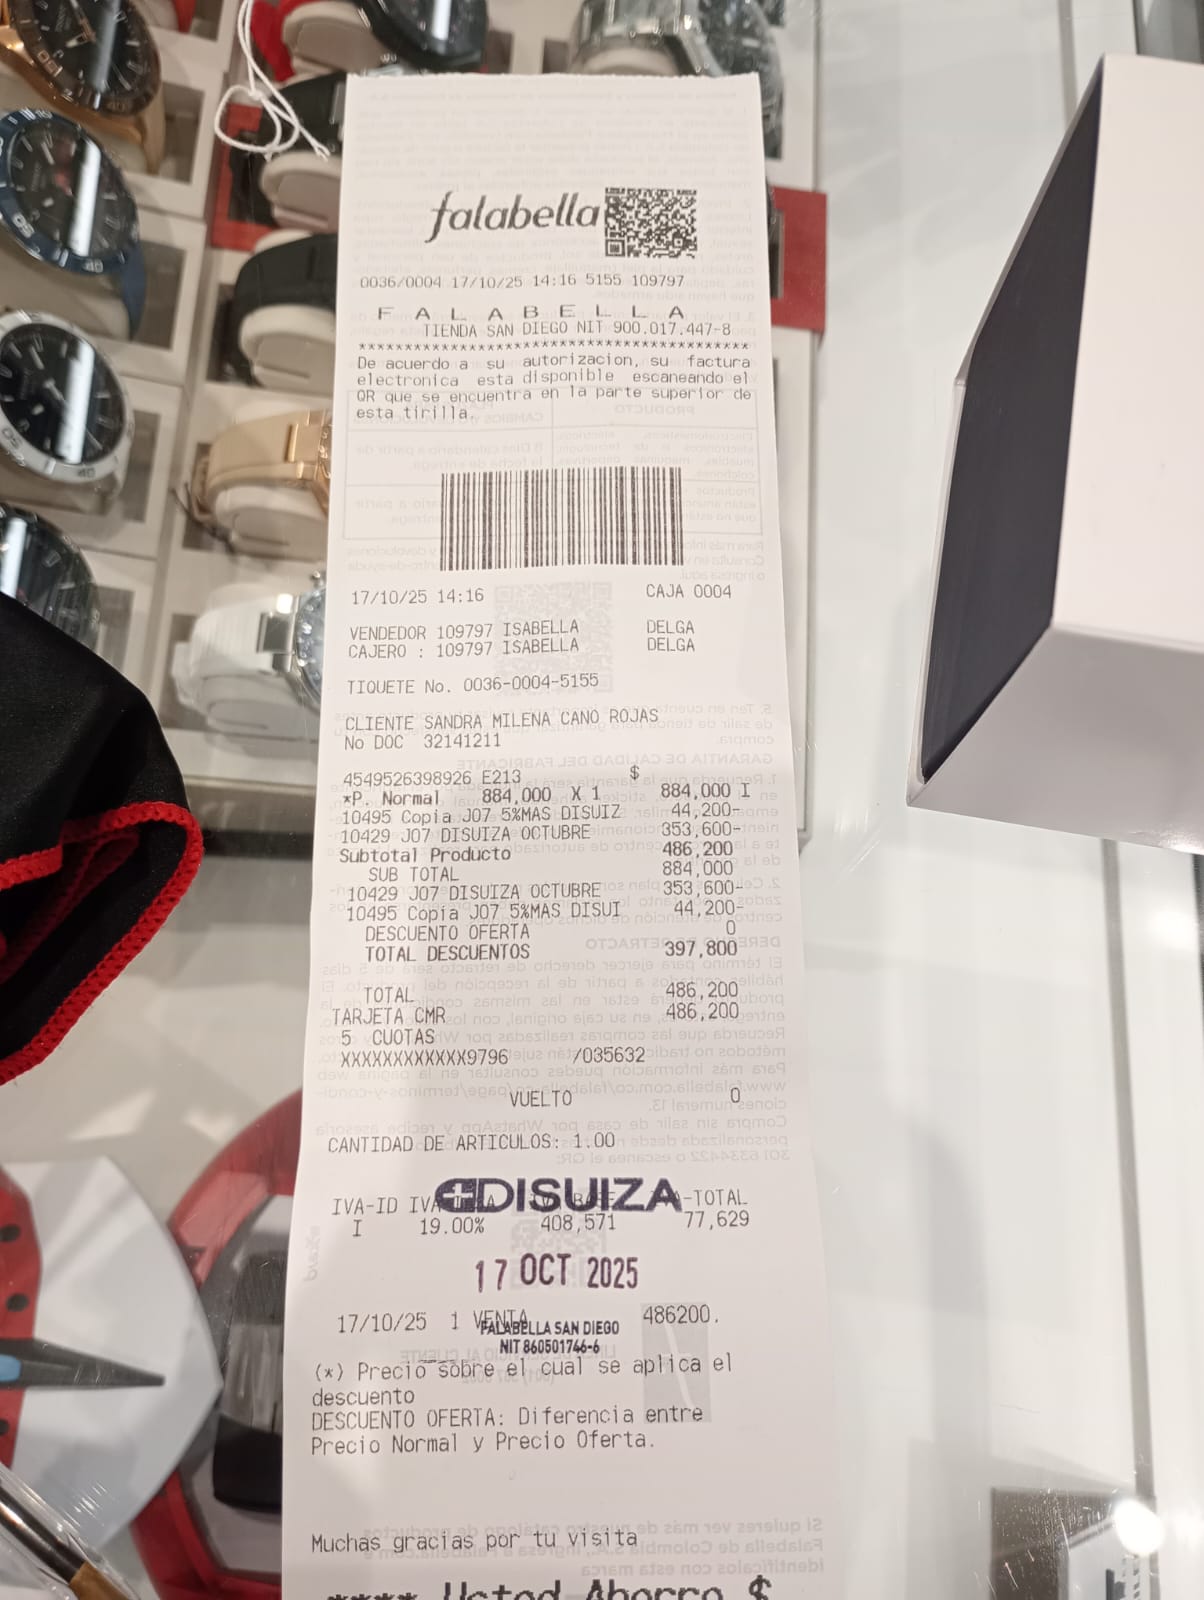 falabella
0036/0004 17/10/25 14:16 5155 109797
F A L A B E L L A
TIENDA SAN DIEGO NIT 900.017.447-8
******************************************
De acuerdo a su autorizacion, su factura
electronica esta disponible escaneando el
QR que se encuentra en la parte superior de
esta tirilla.
17/10/25 14:16 CAJA 0004
VENDEDOR 109797 ISABELLA DELGA
CAJERO : 109797 ISABELLA DELGA
TIQUETE No. 0036-0004-5155
CLIENTE SANDRA MILENA CANO ROJAS
No DOC 32141211
4549526398926 E213 $
*P. Normal 884,000 X 1 884,000 I
10495 Copia J07 5%MAS DISUIZ 44,200-
10429 J07 DISUIZA OCTUBRE 353,600-
Subtotal Producto 486,200
SUB TOTAL 884,000
10429 J07 DISUIZA OCTUBRE 353,600-
10495 Copia J07 5%MAS DISUI 44,200-
DESCUENTO OFERTA 0
TOTAL DESCUENTOS 397,800
TOTAL 486,200
TARJETA CMR 486,200
5 CUOTAS
XXXXXXXXXXXX9796 /035632
VUELTO 0
CANTIDAD DE ARTICULOS: 1.00
DISUIZA
IVA-ID IVA -TOTAL
I 19.00% 408,571 77,629
17 OCT 2025
17/10/25 1 VENTA 486200.
FALABELLA SAN DIEGO
NIT 860501746-6
(*) Precio sobre el cual se aplica el
descuento
DESCUENTO OFERTA: Diferencia entre
Precio Normal y Precio Oferta.
Muchas gracias por tu visita
**** Usted Ahorro $